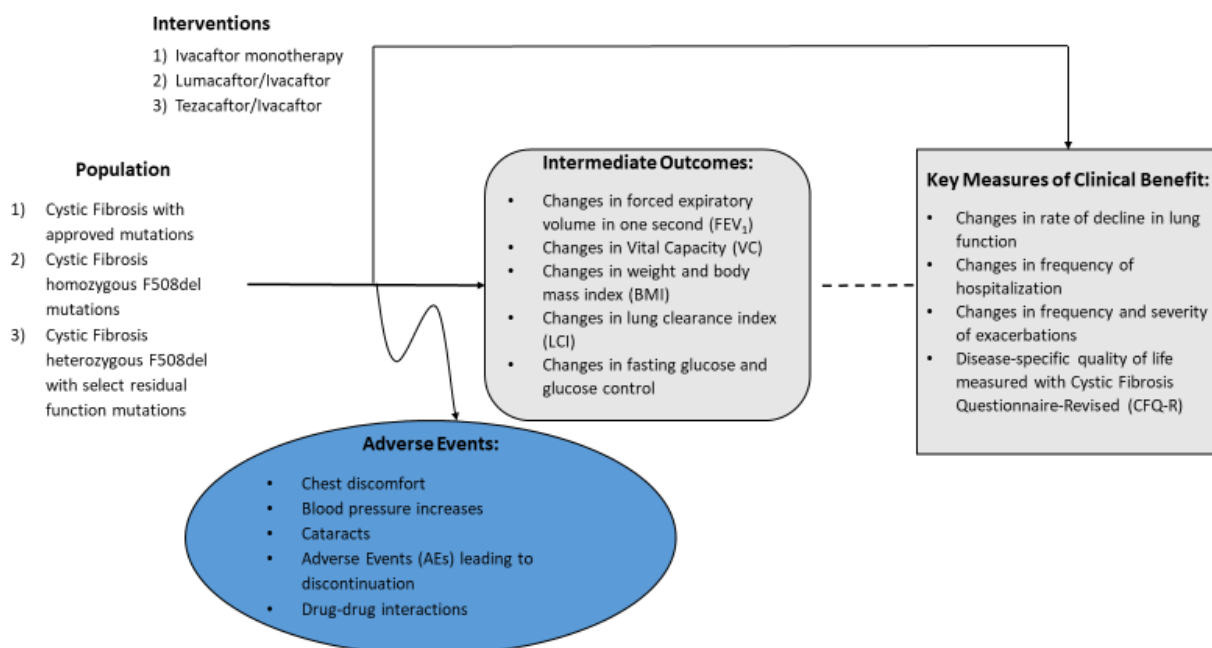 Interventions
1) Ivacaftor monotherapy
2) Lumacaftor/Ivacaftor
3) Tezacaftor/Ivacaftor
Population
1) Cystic Fibrosis with
approved mutations
2) Cystic Fibrosis
homozygous F508del
mutations
3) Cystic Fibrosis
heterozygous F508del
with select residual
function mutations
Intermediate Outcomes:
• Changes in forced expiratory
volume in one second (FEV₁)
• Changes in Vital Capacity (VC)
• Changes in weight and body
mass index (BMI)
• Changes in lung clearance index
(LCI)
• Changes in fasting glucose and
glucose control
Key Measures of Clinical Benefit:
• Changes in rate of decline in lung
function
• Changes in frequency of
hospitalization
• Changes in frequency and severity
of exacerbations
• Disease-specific quality of life
measured with Cystic Fibrosis
Questionnaire-Revised (CFQ-R)
Adverse Events:
• Chest discomfort
• Blood pressure increases
• Cataracts
• Adverse Events (AEs) leading to
discontinuation
• Drug-drug interactions